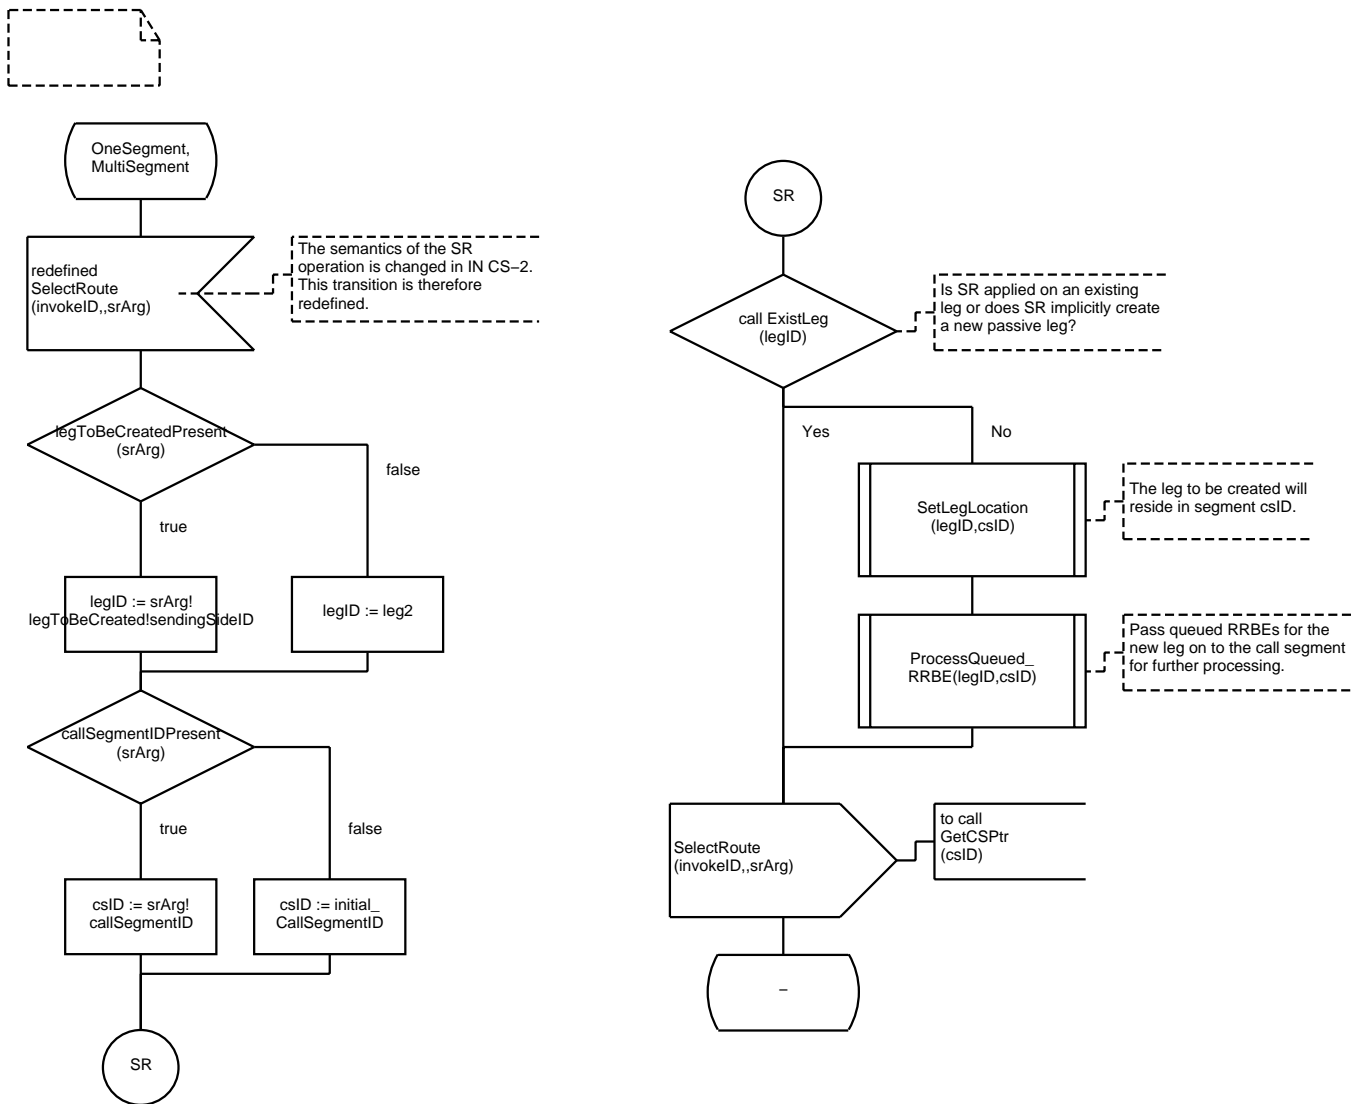 OneSegment,
MultiSegment
redefined
SelectRoute
(invokeID,,srArg)
The semantics of the SR
operation is changed in IN CS−2.
This transition is therefore
redefined.
legToBeCreatedPresent
(srArg)
false
true
legID := srArg!
legToBeCreated!sendingSideID
legID := leg2
callSegmentIDPresent
(srArg)
true
false
csID := srArg!
callSegmentID
csID := initial_
CallSegmentID
SR
SR
call ExistLeg
(legID)
Is SR applied on an existing
leg or does SR implicitly create
a new passive leg?
Yes
No
SetLegLocation
(legID,csID)
The leg to be created will
reside in segment csID.
ProcessQueued_
RRBE(legID,csID)
Pass queued RRBEs for the
new leg on to the call segment
for further processing.
SelectRoute
(invokeID,,srArg)
to call
GetCSPtr
(csID)
−